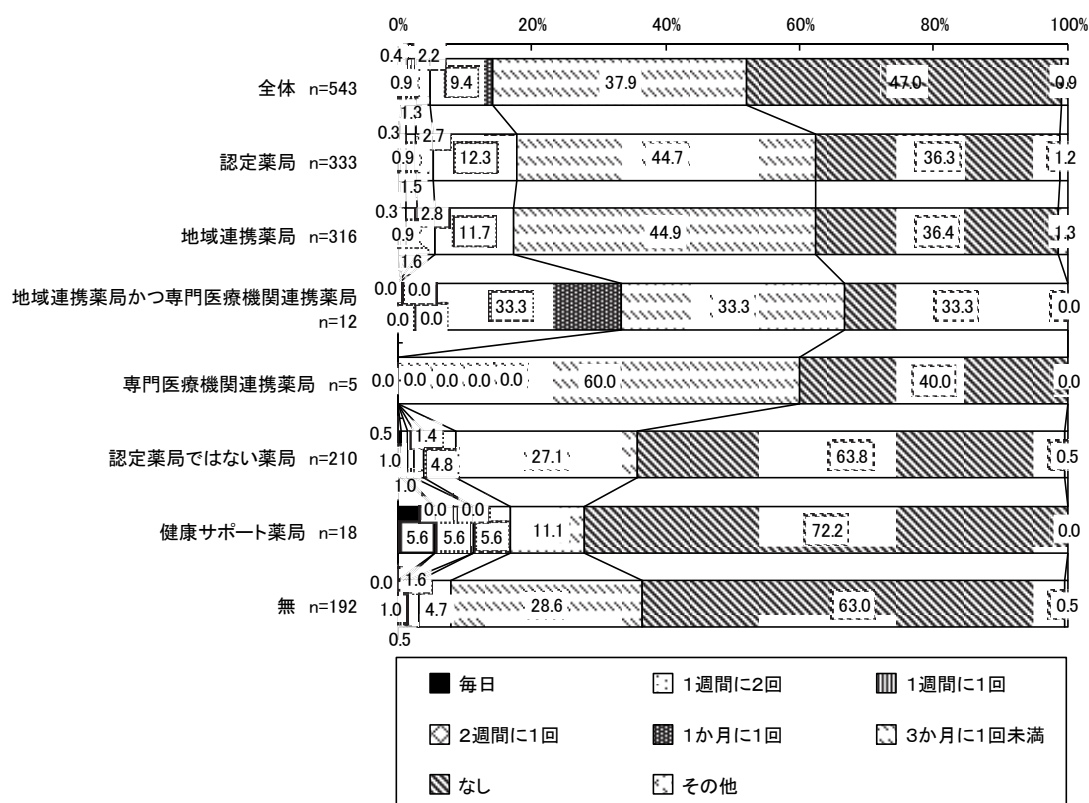 0% 20% 40% 60% 80% 100%
0.4 2.2
全体 n=543 0.9 9.4 37.9 47.0 0.9
1.3
0.3 2.7
認定薬局 n=333 0.9 12.3 44.7 36.3 1.2
1.5
0.3 2.8
地域連携薬局 n=316 0.9 11.7 44.9 36.4 1.3
1.6
地域連携薬局かつ専門医療機関連携薬局 0.0 0.0 33.3 33.3 33.3 0.0
n=12 0.0 0.0
専門医療機関連携薬局 n=5 0.0 0.0 0.0 0.0 0.0 60.0 40.0 0.0
0.5 1.4
認定薬局ではない薬局 n=210 1.0 4.8 27.1 63.8 0.5
1.0
0.0 0.0
健康サポート薬局 n=18 5.6 5.6 5.6 11.1 72.2 0.0
0.0 1.6
無 n=192 1.0 4.7 28.6 63.0 0.5
0.5
毎日 1週間に2回 1週間に1回
2週間に1回 1か月に1回 3か月に1回未満
なし その他